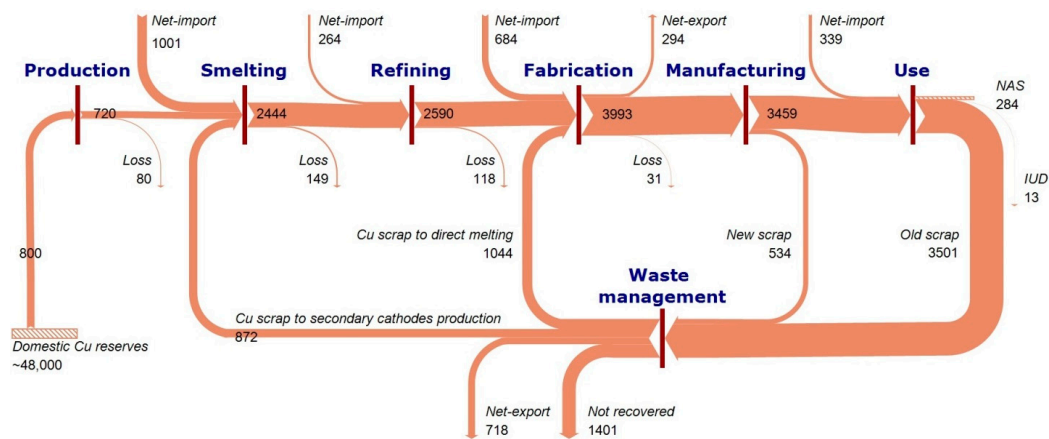 Net-import
1001
Net-import
264
Net-import
684
Net-export
294
Net-import
339
Production
Smelting
Refining
Fabrication
Manufacturing
Use
NAS
284
720
2444
2590
3993
3459
Loss
80
Loss
149
Loss
118
Loss
31
IUD
13
800
Cu scrap to direct melting
1044
New scrap
534
Old scrap
3501
Waste
management
Cu scrap to secondary cathodes production
872
Domestic Cu reserves
~48,000
Net-export
718
Not recovered
1401